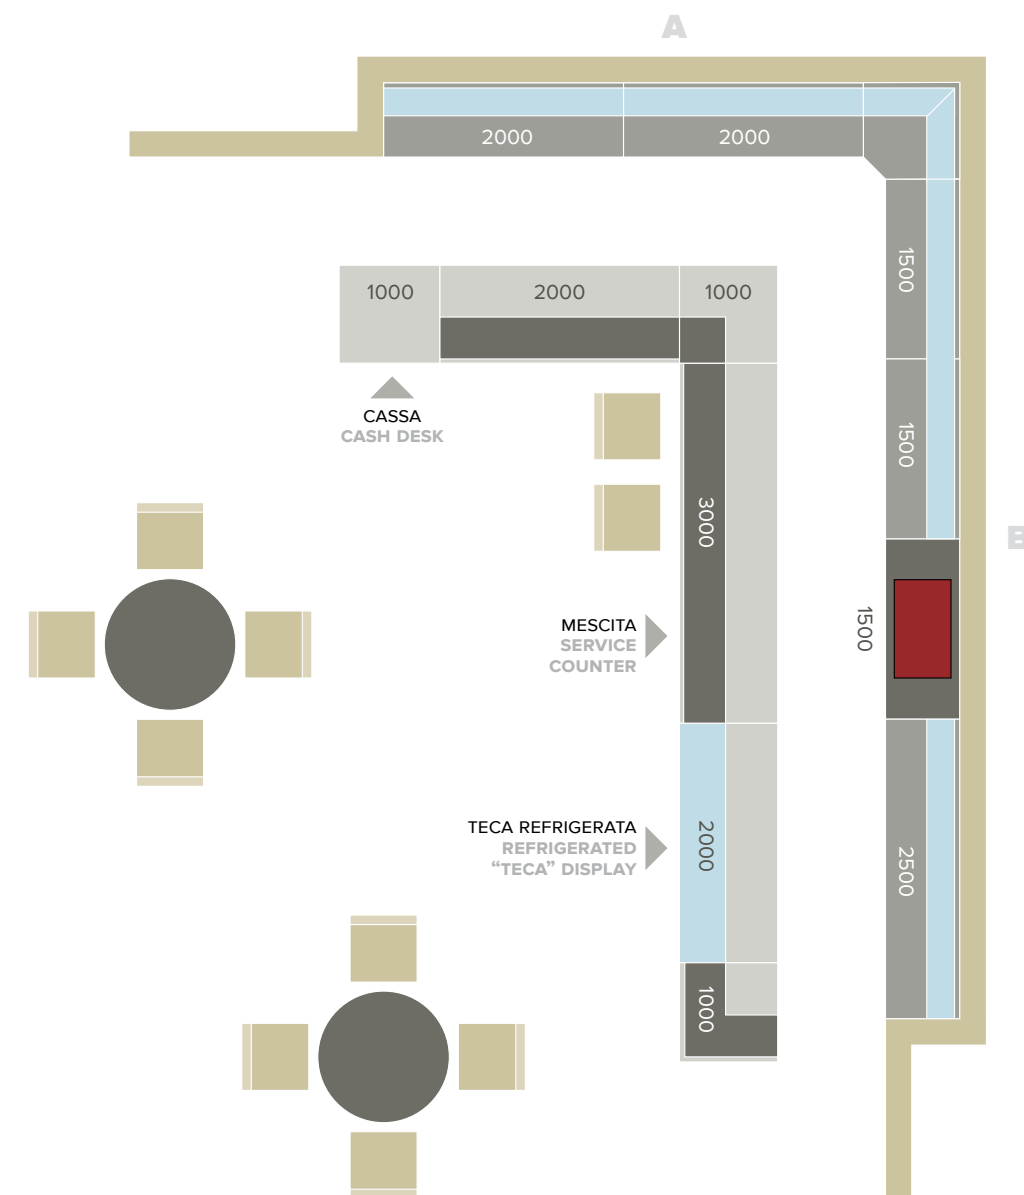 A
2000
2000
1500
1000
2000
1000
CASSA
CASH DESK
1500
3000
B
1500
MESCITA
SERVICE
COUNTER
TECA REFRIGERATA
REFRIGERATED
“TECA” DISPLAY
2000
2500
1000